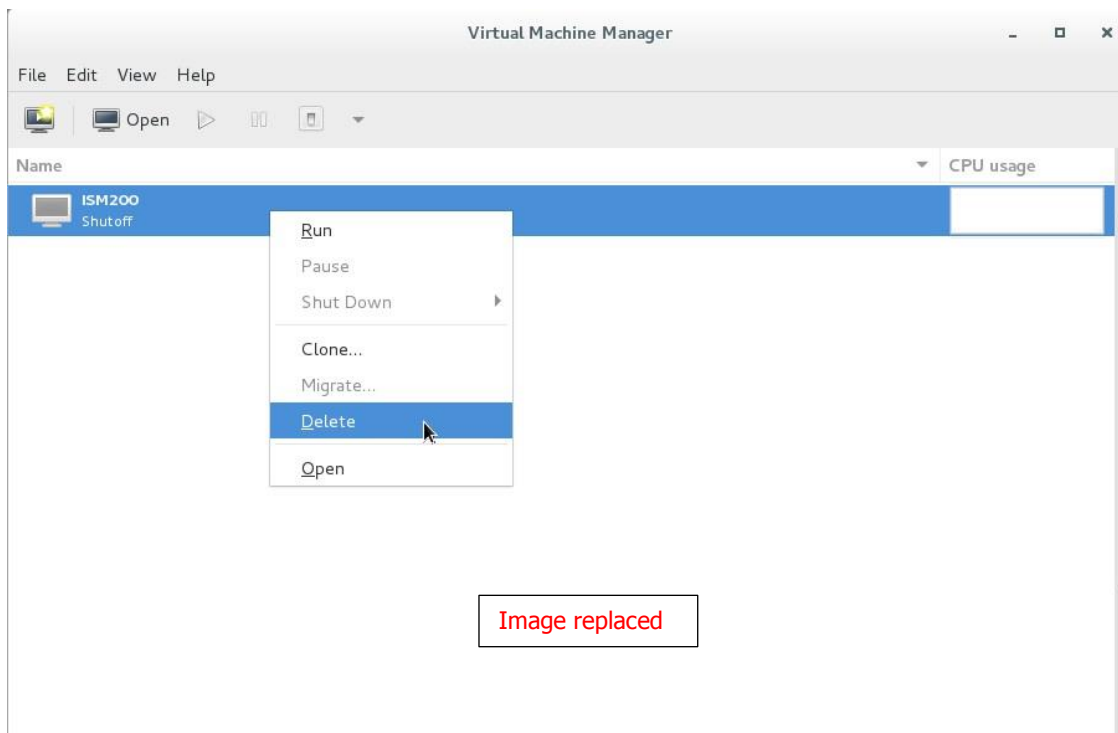 Virtual Machine Manager
File Edit View Help
Open
Name CPU usage
ISM200
Shutoff
Run
Pause
Shut Down
Clone...
Migrate...
Delete
Open
Image replaced